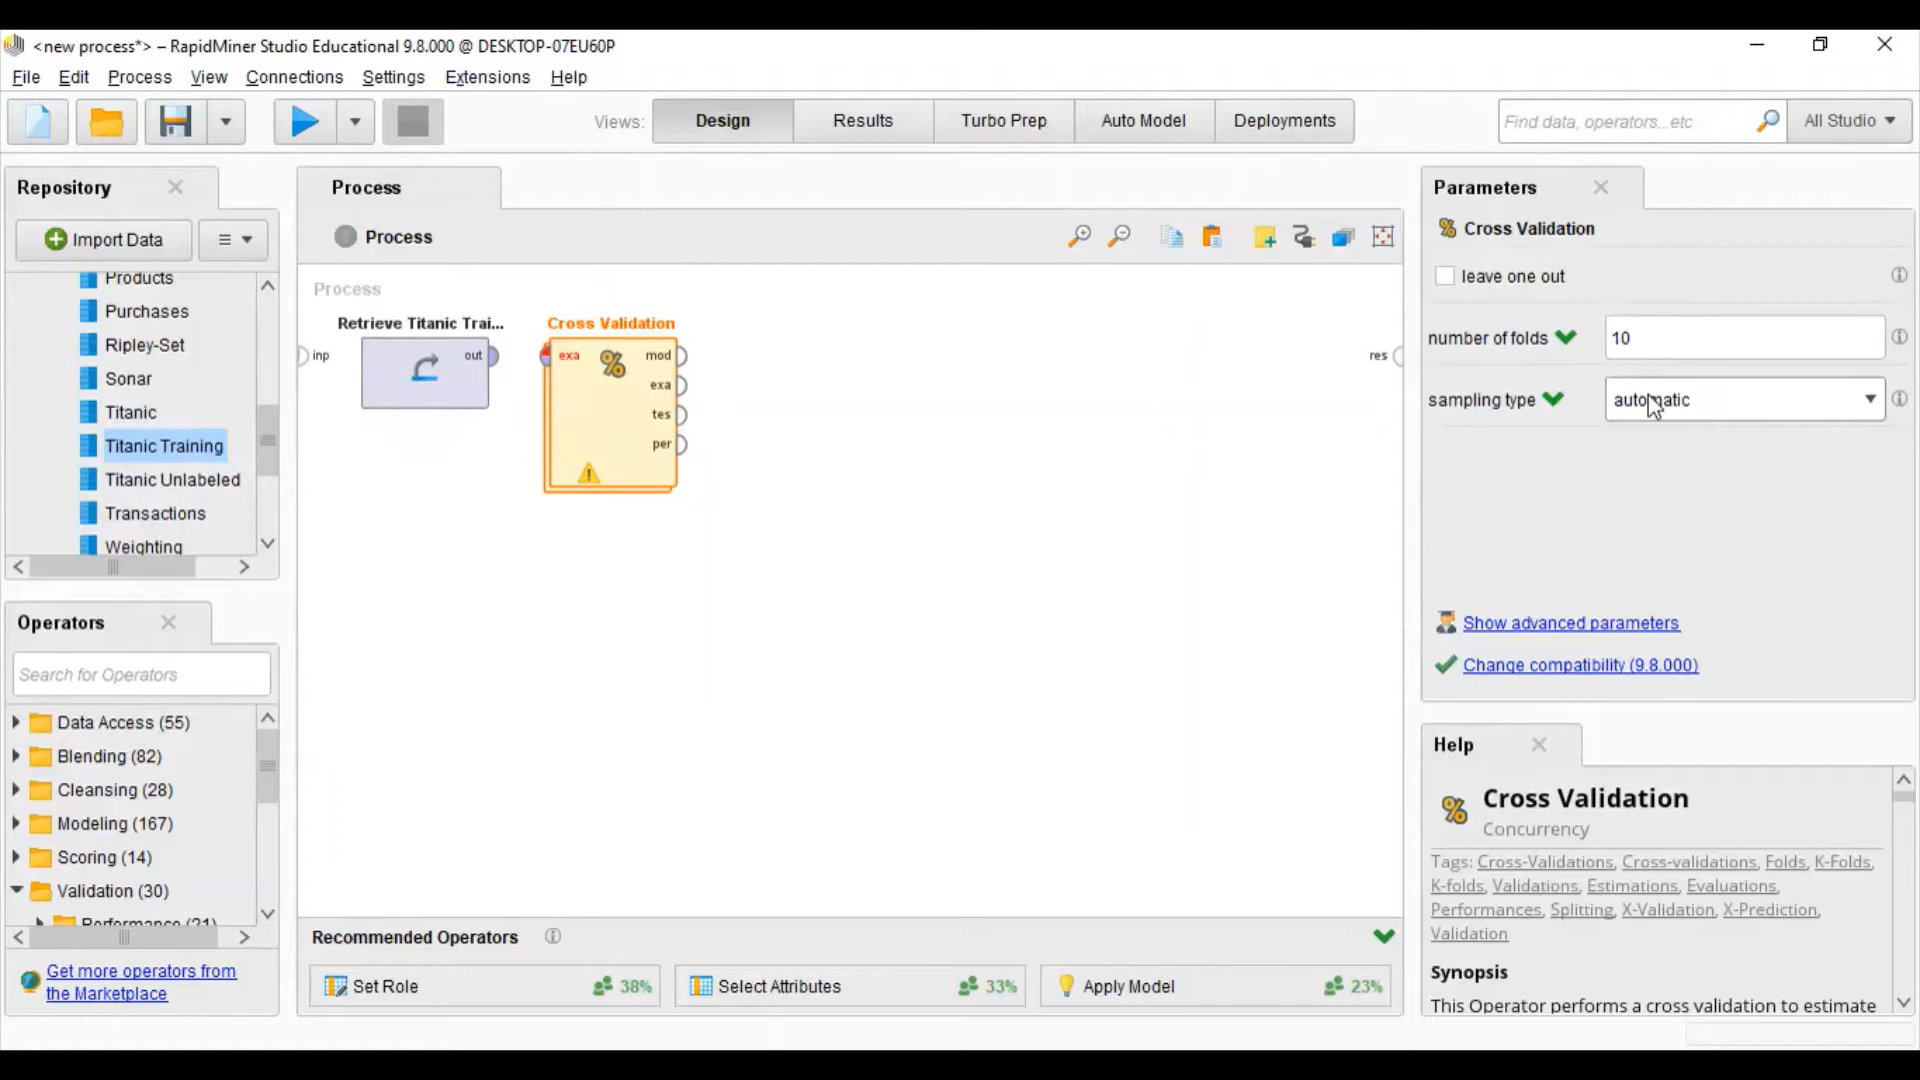 <new process*> – RapidMiner Studio Educational 9.8.000 @ DESKTOP-07EU60P
File Edit Process View Connections Settings Extensions Help
Views: Design Results Turbo Prep Auto Model Deployments
Find data, operators...etc
All Studio
Repository
Import Data
Products
Purchases
Ripley-Set
Sonar
Titanic
Titanic Training
Titanic Unlabeled
Transactions
Weighting
Operators
Search for Operators
Data Access (55)
Blending (82)
Cleansing (28)
Modeling (167)
Scoring (14)
Validation (30)
Performance (21)
Get more operators from
the Marketplace
Process
Process
Process
inp
Retrieve Titanic Trai...
out
Cross Validation
exa
mod
exa
tes
per
res
Recommended Operators
Set Role 38%
Select Attributes 33%
Apply Model 23%
Parameters
Cross Validation
leave one out
number of folds 10
sampling type automatic
Show advanced parameters
Change compatibility (9.8.000)
Help
Cross Validation
Concurrency
Tags: Cross-Validations, Cross-validations, Folds, K-Folds,
K-folds, Validations, Estimations, Evaluations,
Performances, Splitting, X-Validation, X-Prediction,
Validation
Synopsis
This Operator performs a cross validation to estimate